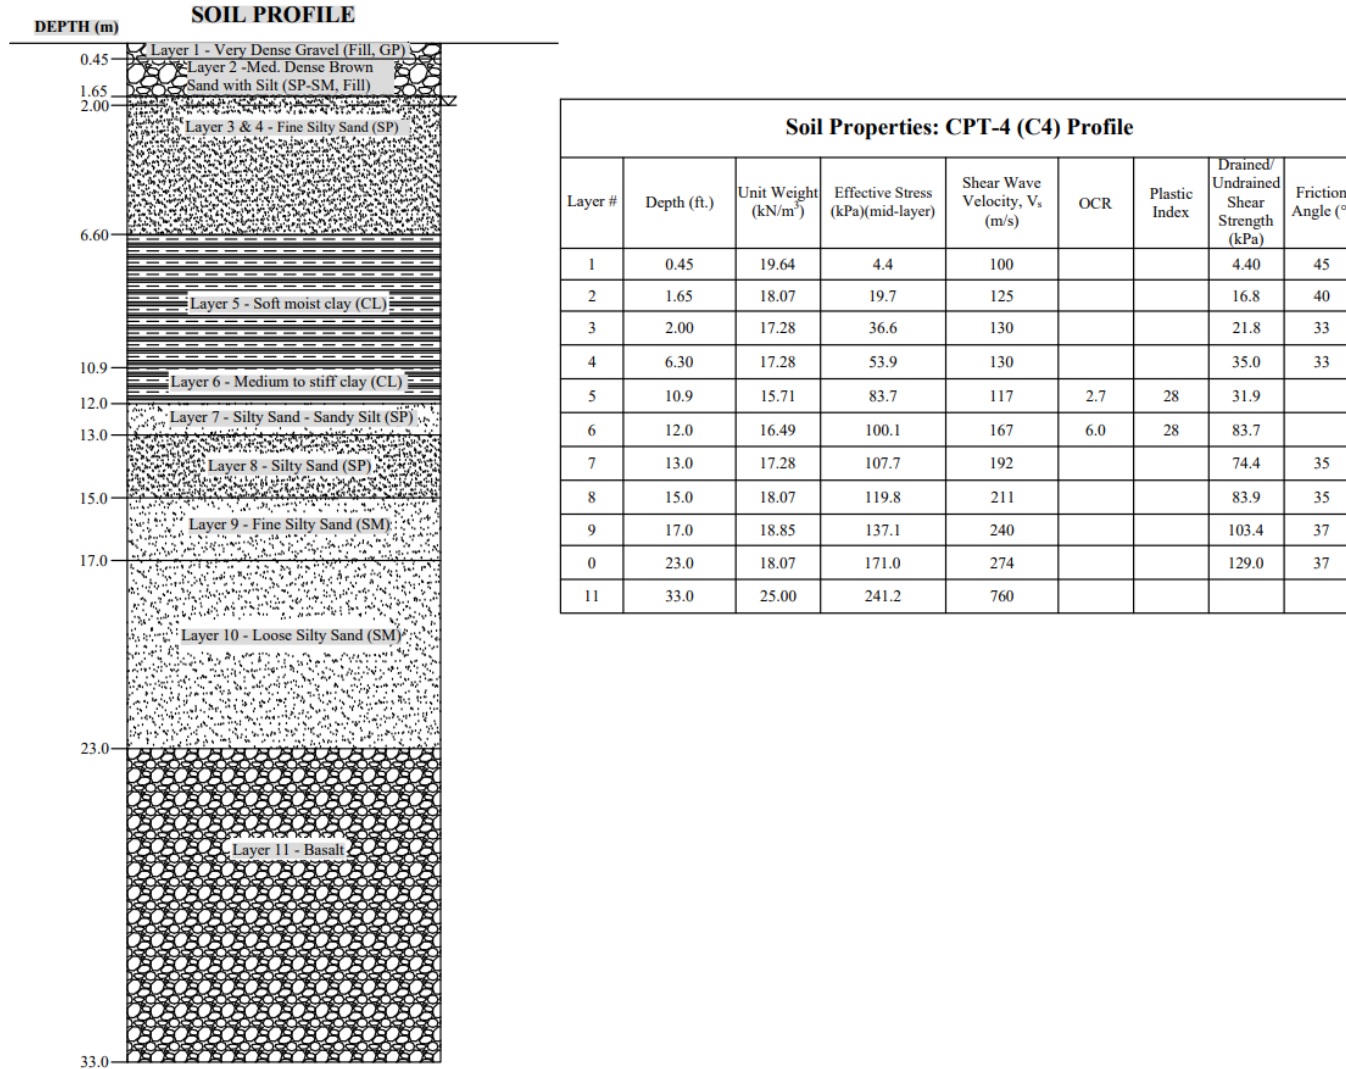 SOIL PROFILE
DEPTH (m)
Layer 1 - Very Dense Gravel (Fill, GP)
0.45
Layer 2 -Med. Dense Brown
Sand with Silt (SP-SM, Fill)
1.65
2.00
Layer 3 & 4 - Fine Silty Sand (SP)
6.60
Layer 5 - Soft moist clay (CL)
10.9
Layer 6 - Medium to stiff clay (CL)
12.0
Layer 7 - Silty Sand - Sandy Silt (SP)
13.0
Layer 8 - Silty Sand (SP)
15.0
Layer 9 - Fine Silty Sand (SM)
17.0
Layer 10 - Loose Silty Sand (SM)
23.0
Layer 11 - Basalt
33.0
Soil Properties: CPT-4 (C4) Profile
Layer # Depth (ft.) Unit Weight (kN/m³) Effective Stress (kPa)(mid-layer) Shear Wave Velocity, Vs (m/s) OCR Plastic Index Drained/ Undrained Shear Strength (kPa) Friction Angle (°
1 0.45 19.64 4.4 100 4.40 45
2 1.65 18.07 19.7 125 16.8 40
3 2.00 17.28 36.6 130 21.8 33
4 6.30 17.28 53.9 130 35.0 33
5 10.9 15.71 83.7 117 2.7 28 31.9
6 12.0 16.49 100.1 167 6.0 28 83.7
7 13.0 17.28 107.7 192 74.4 35
8 15.0 18.07 119.8 211 83.9 35
9 17.0 18.85 137.1 240 103.4 37
0 23.0 18.07 171.0 274 129.0 37
11 33.0 25.00 241.2 760